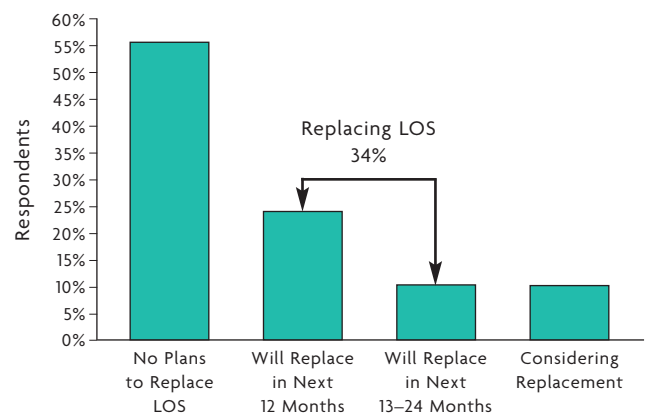 60%
55%
50%
45%
40%
35%
30%
25%
20%
15%
10%
5%
0%
Respondents
Replacing LOS
34%
No Plans
to Replace
LOS
Will Replace
in Next
12 Months
Will Replace
in Next
13–24 Months
Considering
Replacement